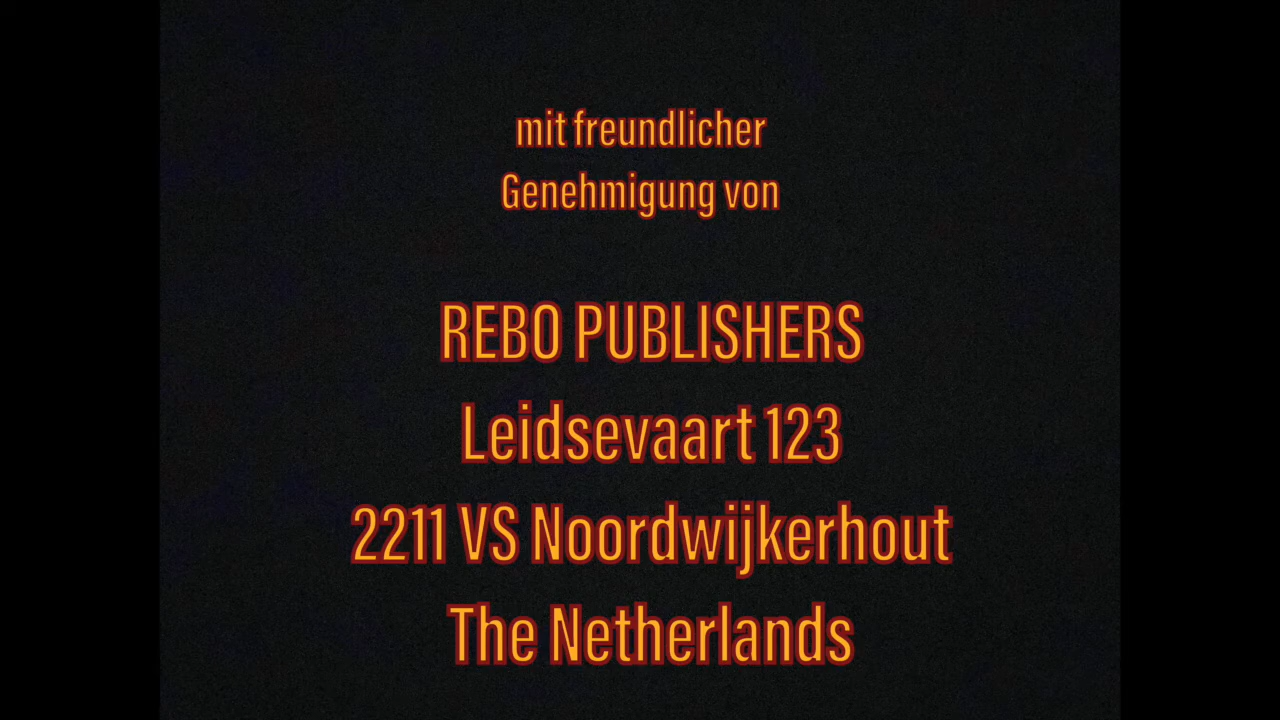 mit freundlicher
Genehmigung von
REBO PUBLISHERS
Leidsevaart 123
2211 VS Noordwijkerhout
The Netherlands